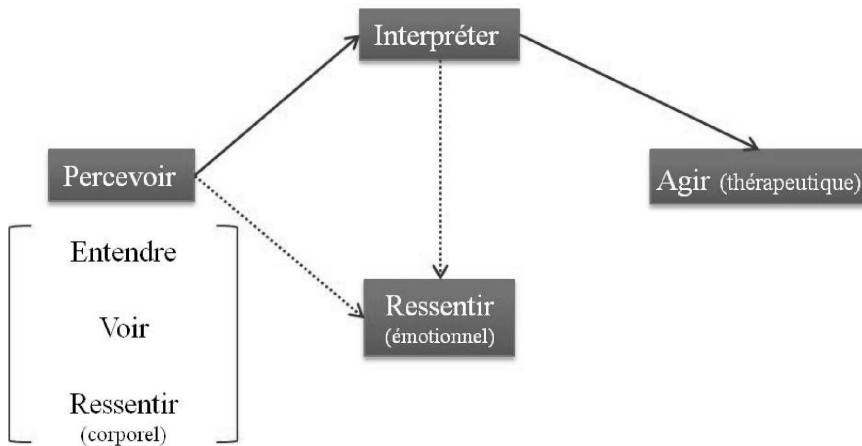 Interpréter
Percevoir
Agir (thérapeutique)
Entendre
Voir
Ressentir
(corporel)
Ressentir
(émotionnel)